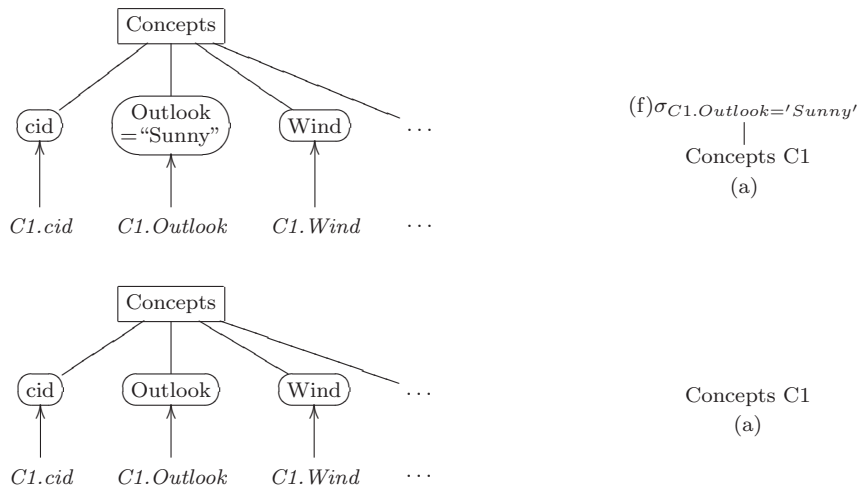 Concepts
cid
Outlook
=“Sunny”
Wind
...
C1.cid
C1.Outlook
C1.Wind
...
(f)σC1.Outlook='Sunny'
Concepts C1
(a)
Concepts
cid
Outlook
Wind
...
C1.cid
C1.Outlook
C1.Wind
...
Concepts C1
(a)